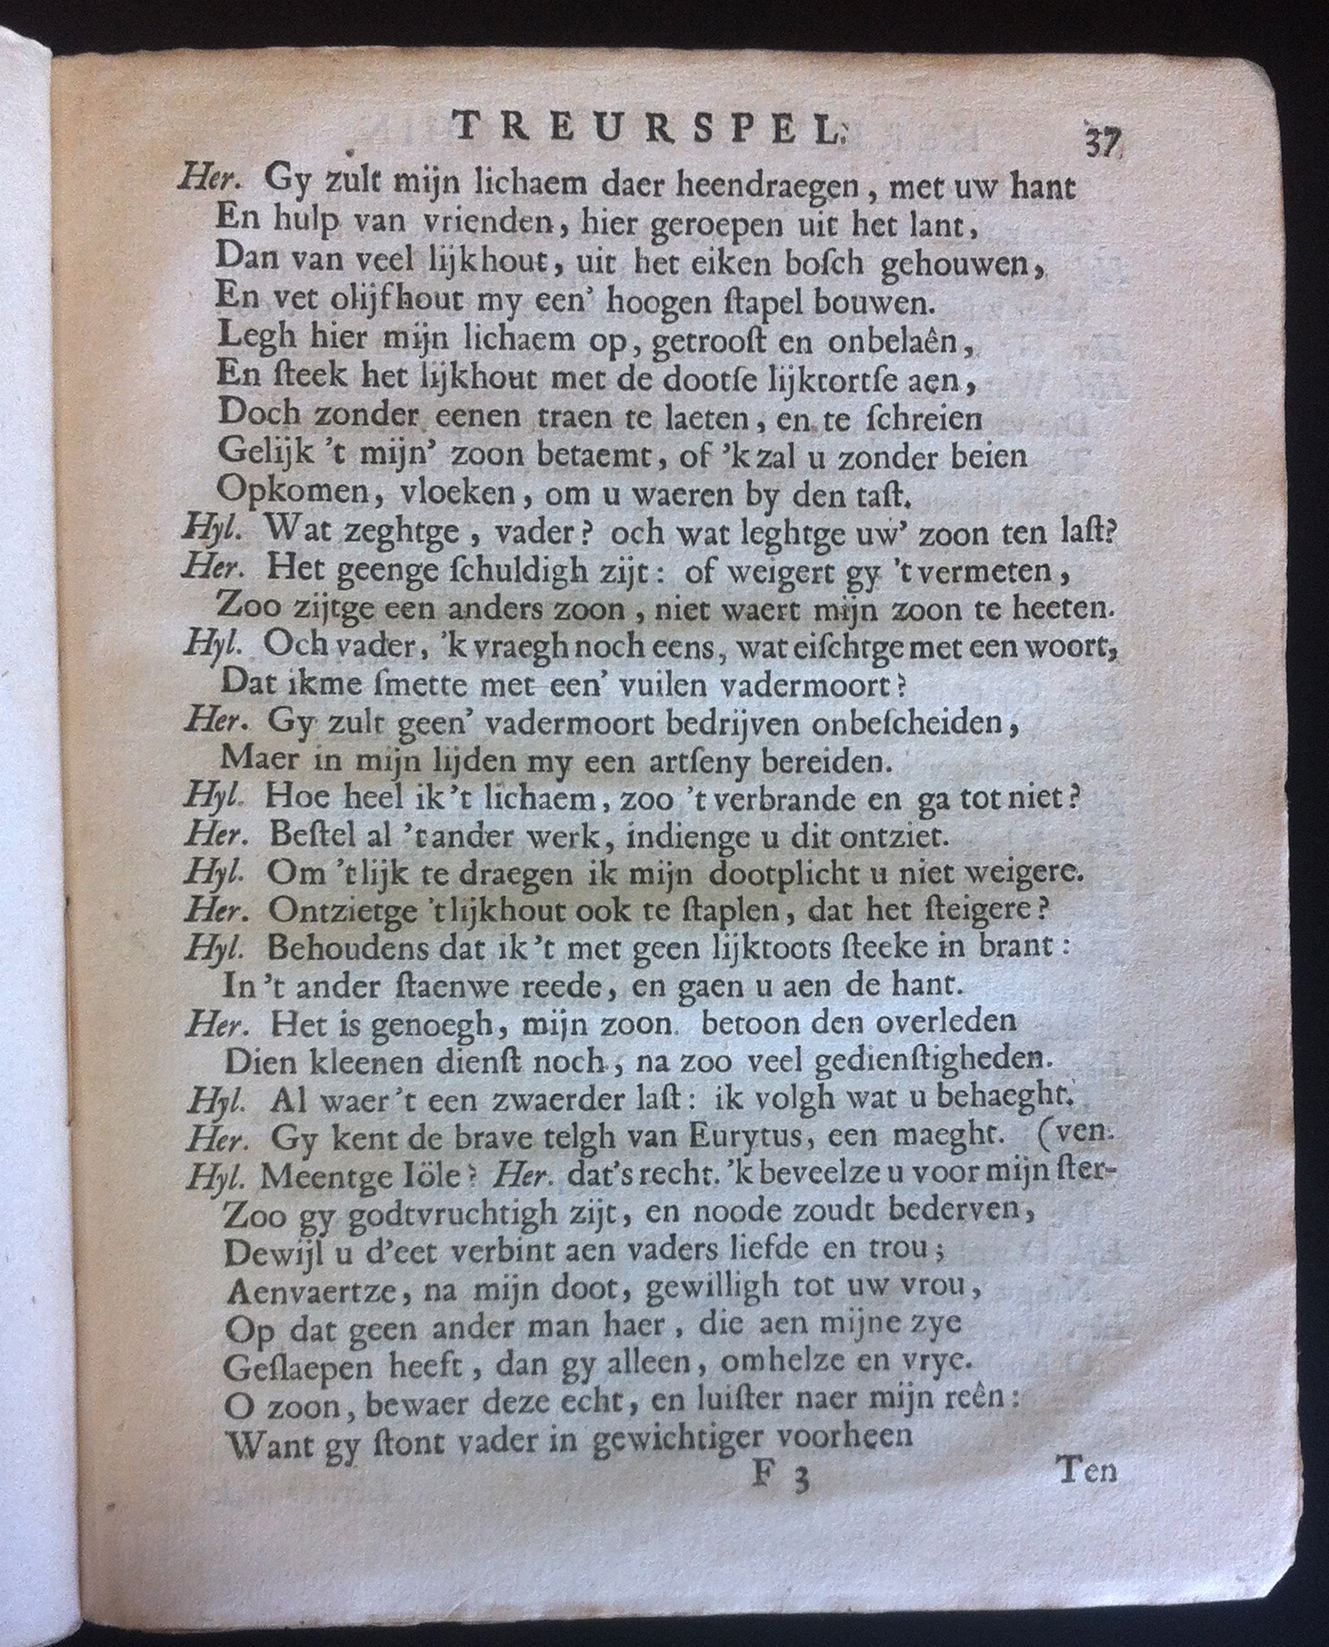 TREURSPEL. 37
Her. Gy zult mijn lichaem daer heendraegen, met uw hant
En hulp van vrienden, hier geroepen uit het lant,
Dan van veel lijkhout, uit het eiken boſch gehouwen,
En vet olijfhout my een' hoogen ſtapel bouwen.
Legh hier mijn lichaem op, getrooſt en onbelaên,
En ſteek het lijkhout met de dootſe lijktortſe aen,
Doch zonder eenen traen te laeten, en te ſchreien
Gelijk 't mijn' zoon betaemt, of 'k zal u zonder beien
Opkomen, vloeken, om u waeren by den taſt.
Hyl. Wat zeghtge, vader? och wat leghtge uw' zoon ten laſt?
Her. Het geenge ſchuldigh zijt: of weigert gy 't vermeten,
Zoo zijtge een anders zoon, niet waert mijn zoon te heeten.
Hyl. Och vader, 'k vraegh noch eens, wat eiſchtge met een woort,
Dat ikme ſmette met een' vuilen vadermoort?
Her. Gy zult geen' vadermoort bedrijven onbeſcheiden,
Maer in mijn lijden my een artſeny bereiden.
Hyl. Hoe heel ik 't lichaem, zoo 't verbrande en ga tot niet?
Her. Beſtel al 't ander werk, indienge u dit ontziet.
Hyl. Om 't lijk te draegen ik mijn dootplicht u niet weigere.
Her. Ontzietge 't lijkhout ook te ſtaplen, dat het ſteigere?
Hyl. Behoudens dat ik 't met geen lijktoots ſteeke in brant:
In 't ander ſtaenwe reede, en gaen u aen de hant.
Her. Het is genoegh, mijn zoon. betoon den overleden
Dien kleenen dienſt noch, na zoo veel gedienſtigheden.
Hyl. Al waer 't een zwaerder laſt: ik volgh wat u behaeght.
Her. Gy kent de brave telgh van Eurytus, een maeght. (ven.
Hyl. Meentge Iöle? Her. dat's recht. 'k beveelze u voor mijn ſter-
Zoo gy godtvruchtigh zijt, en noode zoudt bederven,
Dewijl u d'eet verbint aen vaders liefde en trou;
Aenvaertze, na mijn doot, gewilligh tot uw vrou,
Op dat geen ander man haer, die aen mijne zye
Geſlaepen heeft, dan gy alleen, omhelze en vrye.
O zoon, bewaer deze echt, en luiſter naer mijn reên:
Want gy ſtont vader in gewichtiger voorheen
F 3 Ten